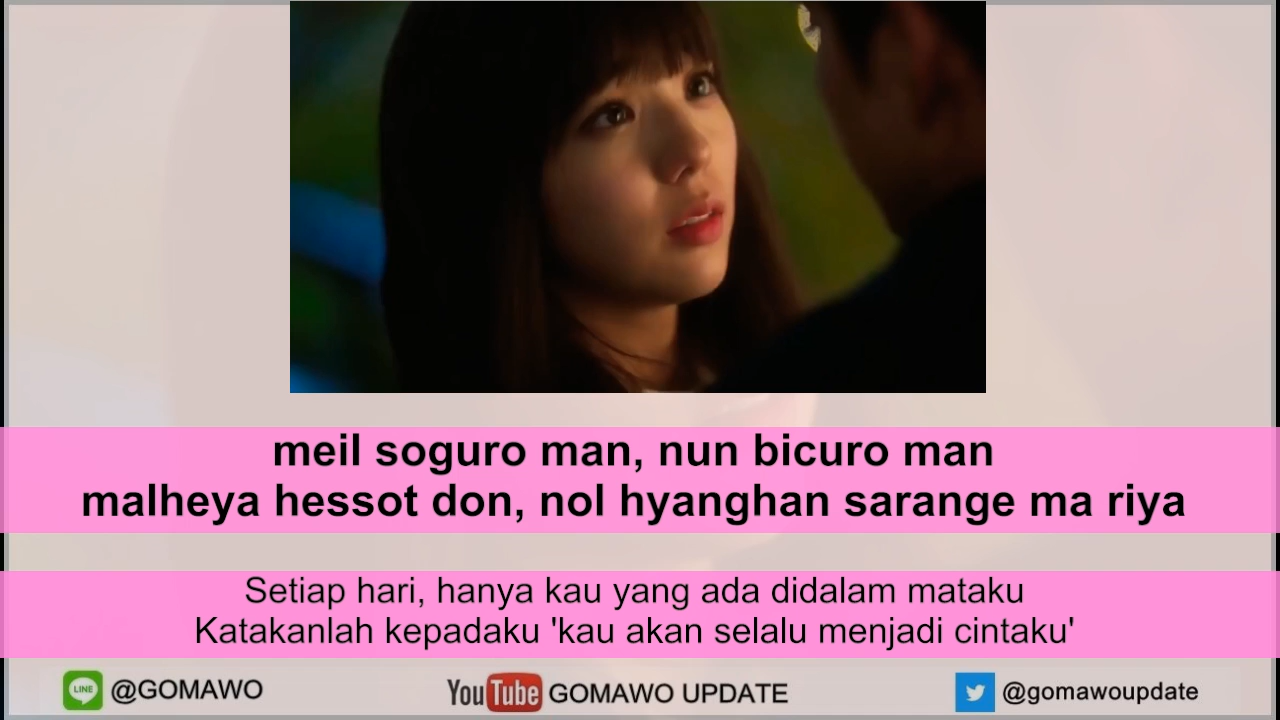 meil soguro man, nun bicuro man
malheya hessot don, nol hyanghan sarange ma riya
Setiap hari, hanya kau yang ada didalam mataku
Katakanlah kepadaku 'kau akan selalu menjadi cintaku'
LINE @GOMAWO
YouTube GOMAWO UPDATE
@gomawoupdate